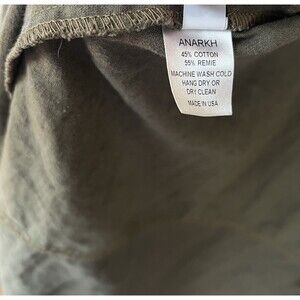 ANARKH
45% COTTON
55% REMIE
MACHINE WASH COLD
HANG DRY OR
DRY CLEAN
MADE IN USA